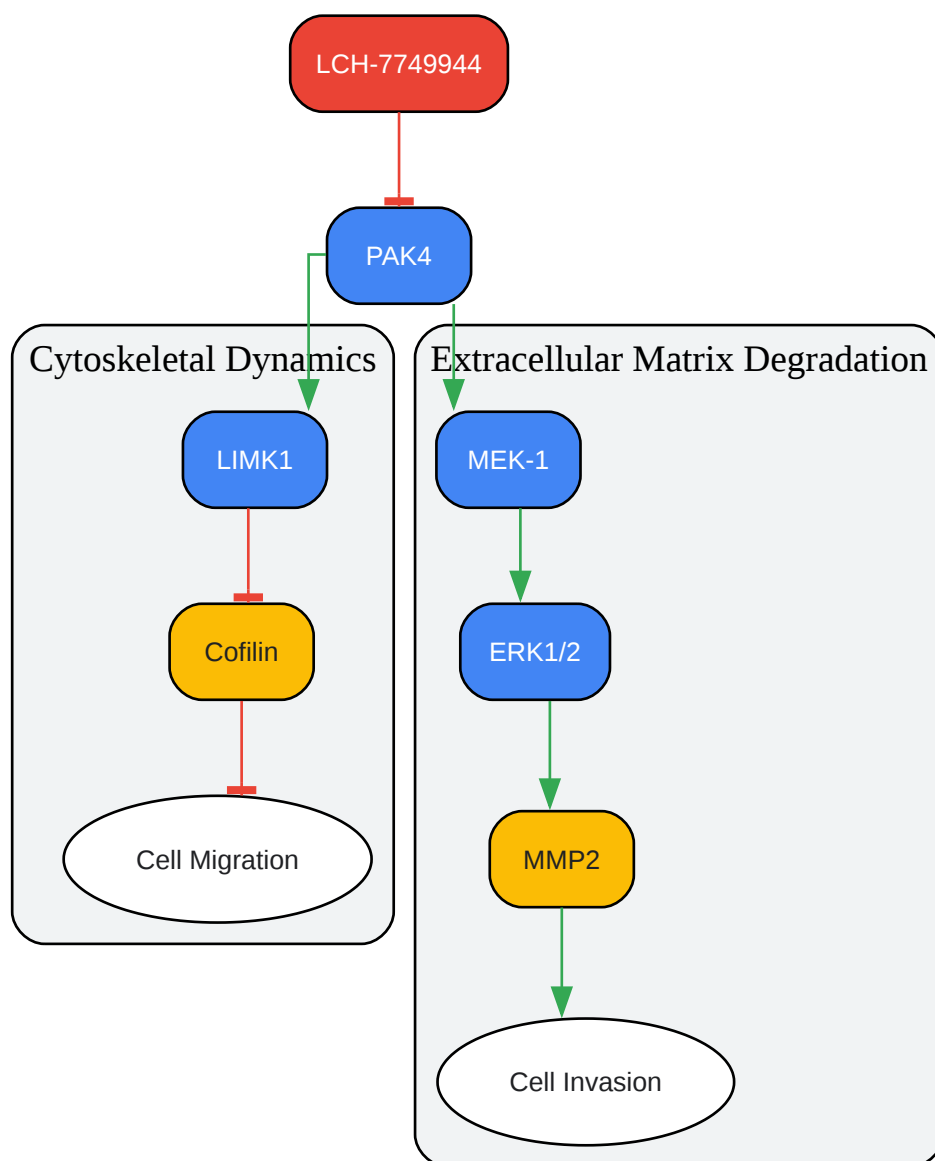 LCH-7749944
PAK4
Cytoskeletal Dynamics
Extracellular Matrix Degradation
LIMK1
MEK-1
Cofilin
ERK1/2
Cell Migration
MMP2
Cell Invasion